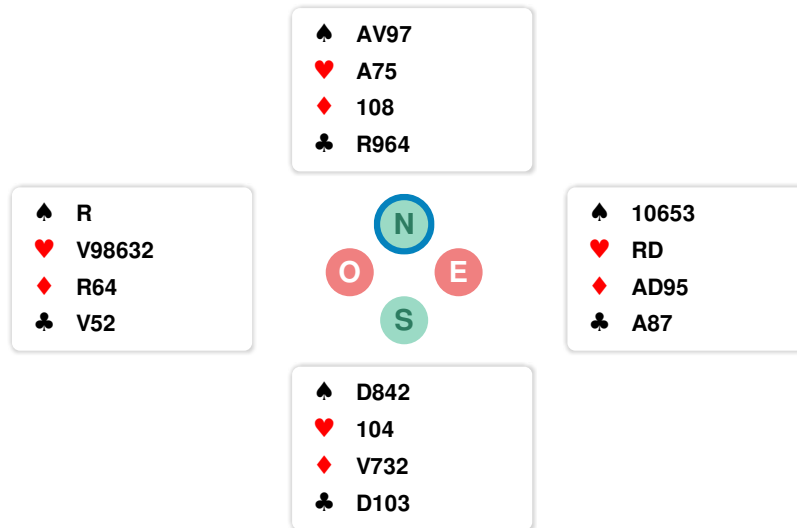 ♠ AV97
♥ A75
♦ 108
♣ R964
♠ R
♥ V98632
♦ R64
♣ V52
N
O E
S
♠ 10653
♥ RD
♦ AD95
♣ A87
♠ D842
♥ 104
♦ V732
♣ D103